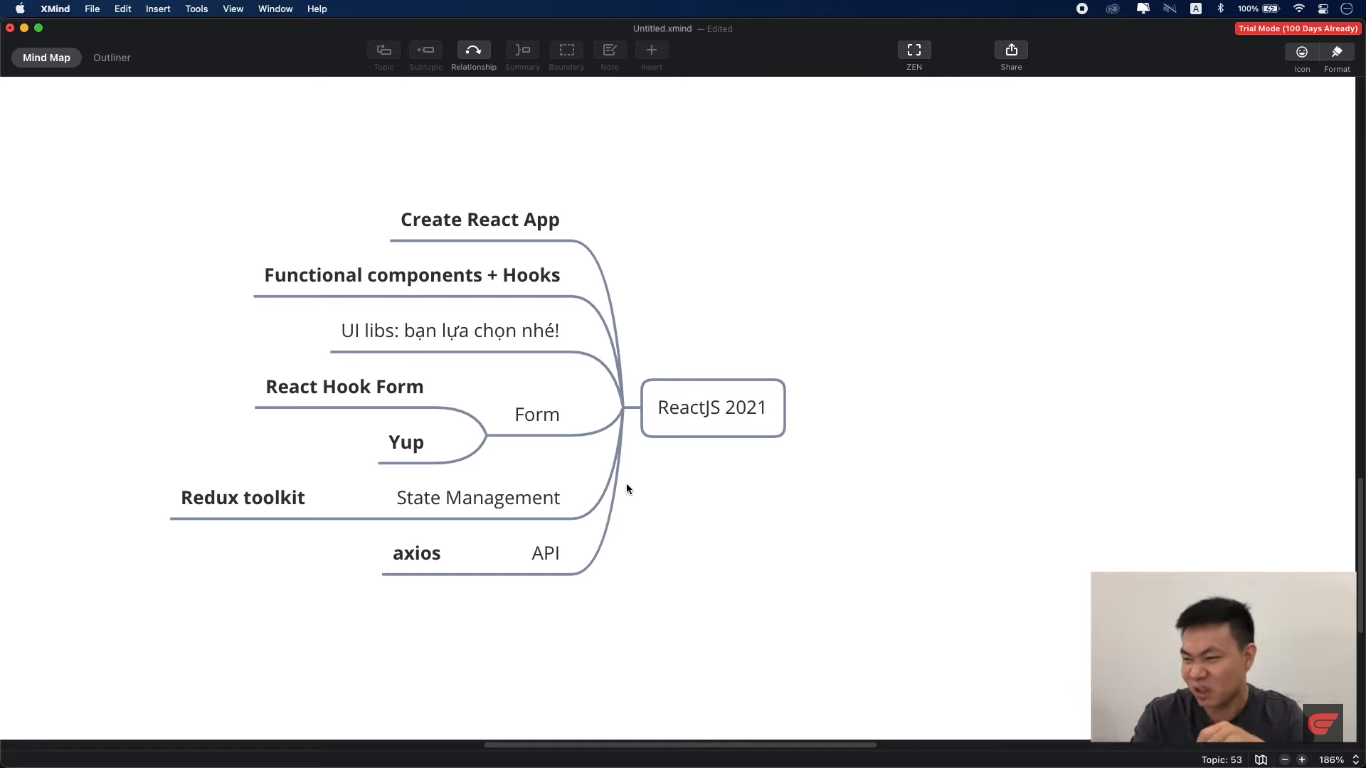 XMind File Edit Insert Tools View Window Help
A 100%
Untitled.xmind — Edited
Trial Mode (100 Days Already)
Mind Map Outliner
Topic Subtopic Relationship Summary Boundary Note Insert ZEN Share Icon Format
Create React App
Functional components + Hooks
UI libs: bạn lựa chọn nhé!
React Hook Form
Form
ReactJS 2021
Yup
Redux toolkit State Management
axios API
Topic: 53 186%